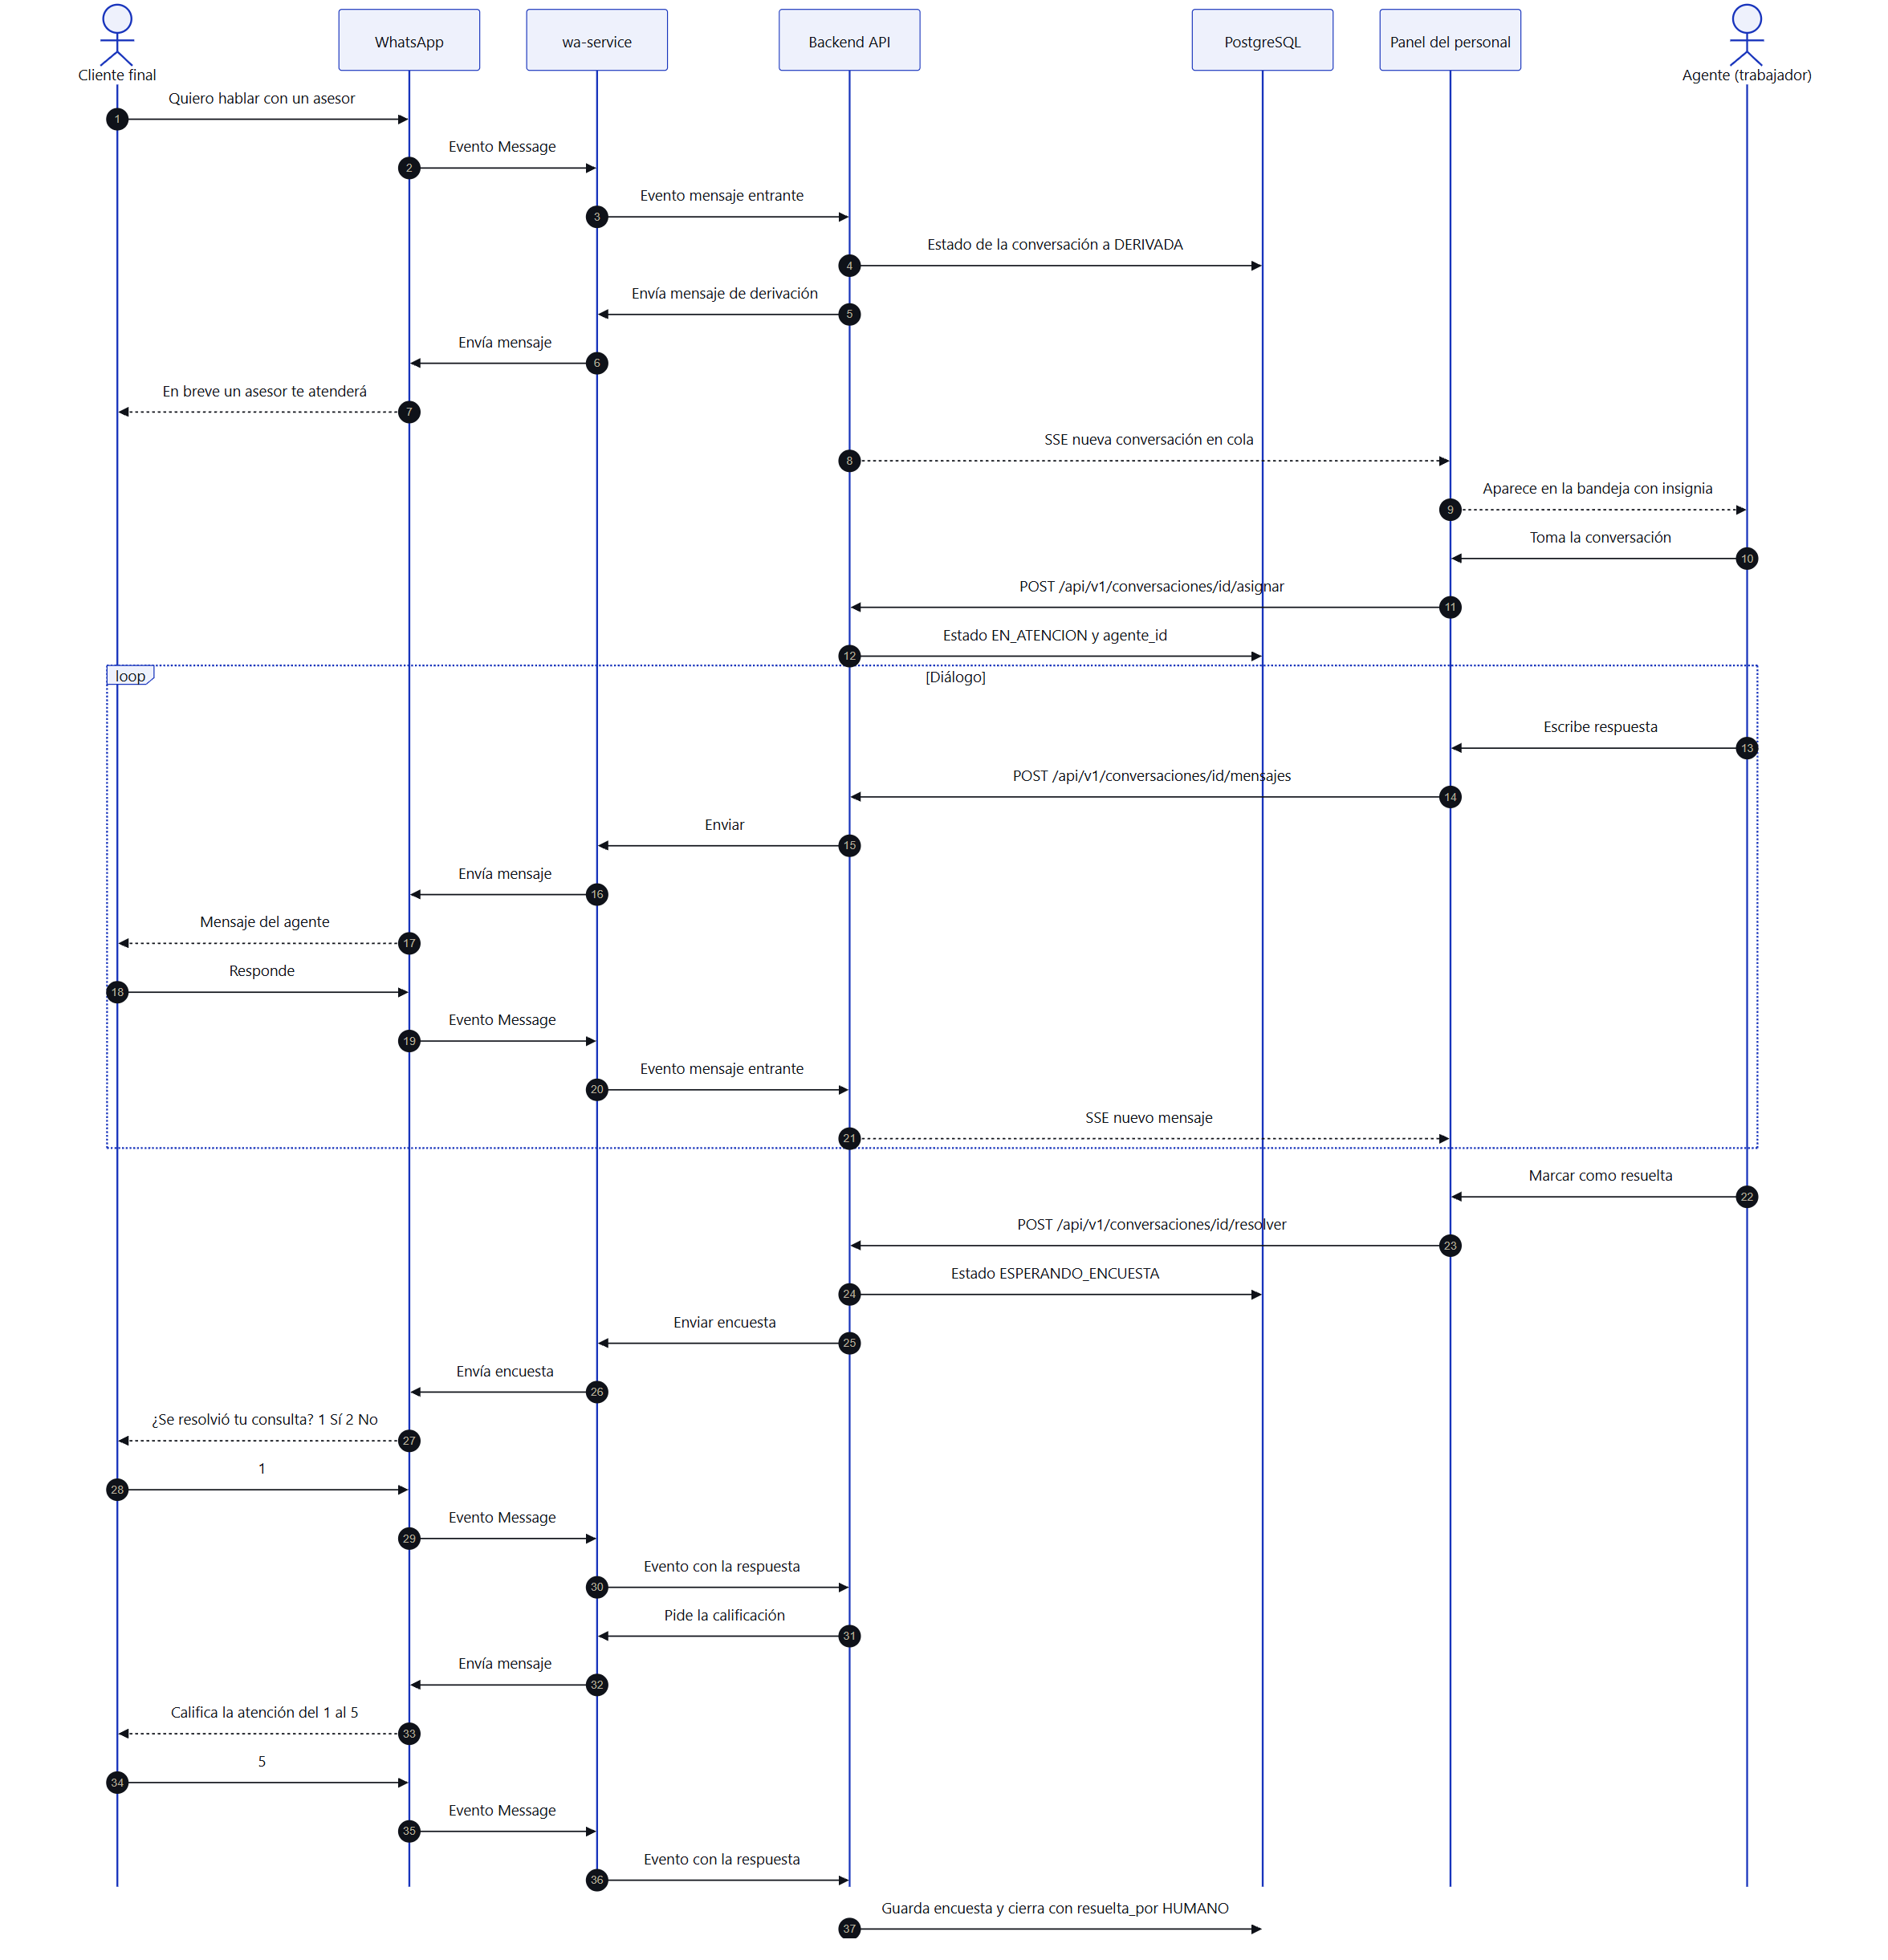 Cliente final
WhatsApp
wa-service
Backend API
PostgreSQL
Panel del personal
Agente (trabajador)
Quiero hablar con un asesor
1
Evento Message
2
Evento mensaje entrante
3
Estado de la conversación a DERIVADA
4
Envía mensaje de derivación
5
Envía mensaje
6
En breve un asesor te atenderá
7
SSE nueva conversación en cola
8
Aparece en la bandeja con insignia
9
Toma la conversación
10
POST /api/v1/conversaciones/id/asignar
11
Estado EN_ATENCION y agente_id
12
loop
[Diálogo]
Escribe respuesta
13
POST /api/v1/conversaciones/id/mensajes
14
Enviar
15
Envía mensaje
16
Mensaje del agente
17
Responde
18
Evento Message
19
Evento mensaje entrante
20
SSE nuevo mensaje
21
Marcar como resuelta
22
POST /api/v1/conversaciones/id/resolver
23
Estado ESPERANDO_ENCUESTA
24
Enviar encuesta
25
Envía encuesta
26
¿Se resolvió tu consulta? 1 Sí 2 No
27
1
28
Evento Message
29
Evento con la respuesta
30
Pide la calificación
31
Envía mensaje
32
Califica la atención del 1 al 5
33
5
34
Evento Message
35
Evento con la respuesta
36
Guarda encuesta y cierra con resuelta_por HUMANO
37